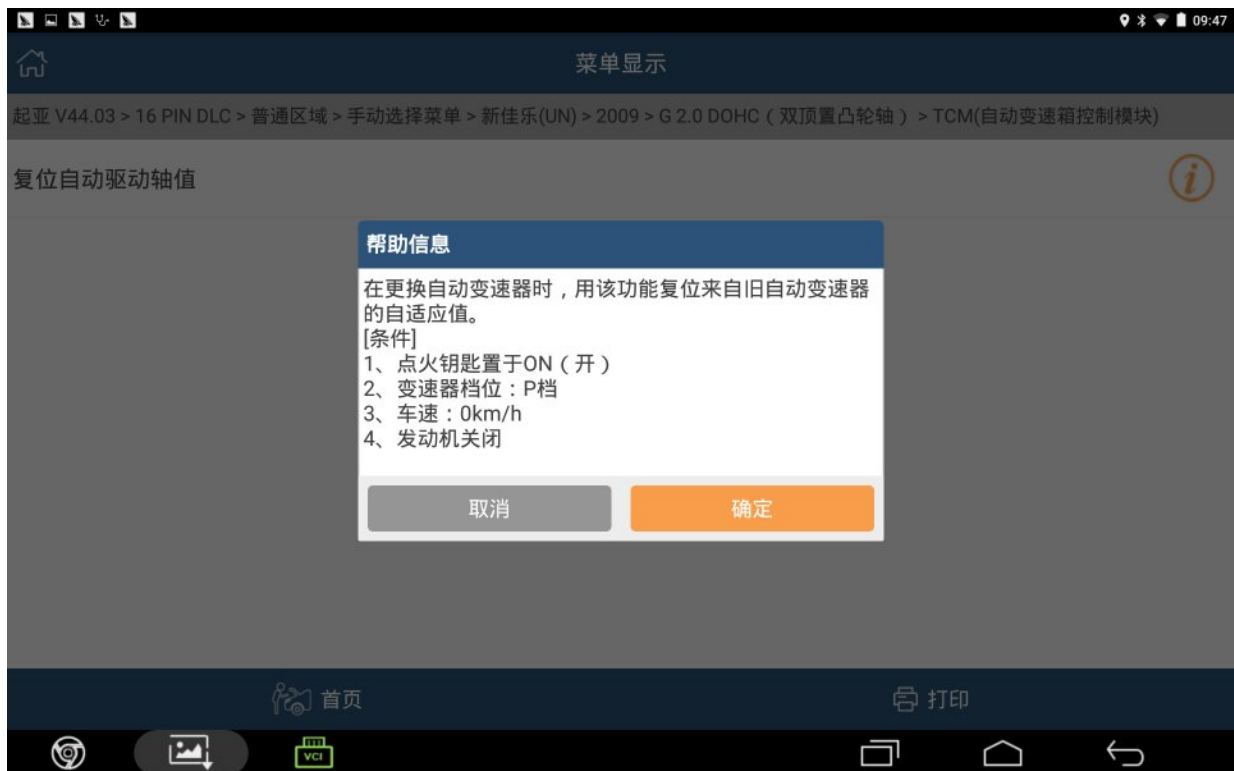 09:47
菜单显示
起亚 V44.03 > 16 PIN DLC > 普通区域 > 手动选择菜单 > 新佳乐(UN) > 2009 > G 2.0 DOHC（双顶置凸轮轴）> TCM(自动变速箱控制模块)
复位自动驱动轴值
i
帮助信息
在更换自动变速器时，用该功能复位来自旧自动变速器
的自适应值。
[条件]
1、点火钥匙置于ON（开）
2、变速器档位：P档
3、车速：0km/h
4、发动机关闭
取消
确定
首页
打印
VCI